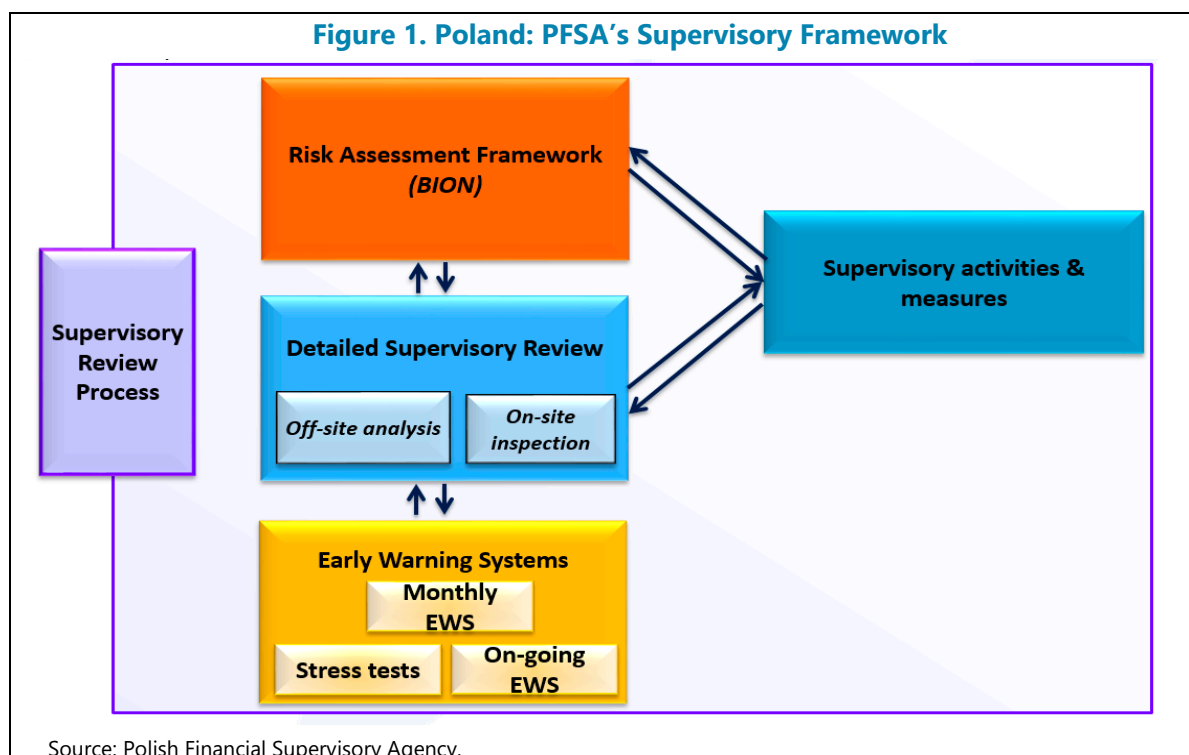 Figure 1. Poland: PFSA's Supervisory Framework
Risk Assessment Framework
(BION)
Supervisory activities &
measures
Supervisory
Review
Process
Detailed Supervisory Review
Off-site analysis
On-site
inspection
Early Warning Systems
Monthly
EWS
Stress tests
On-going
EWS
Source: Polish Financial Supervisory Agency.